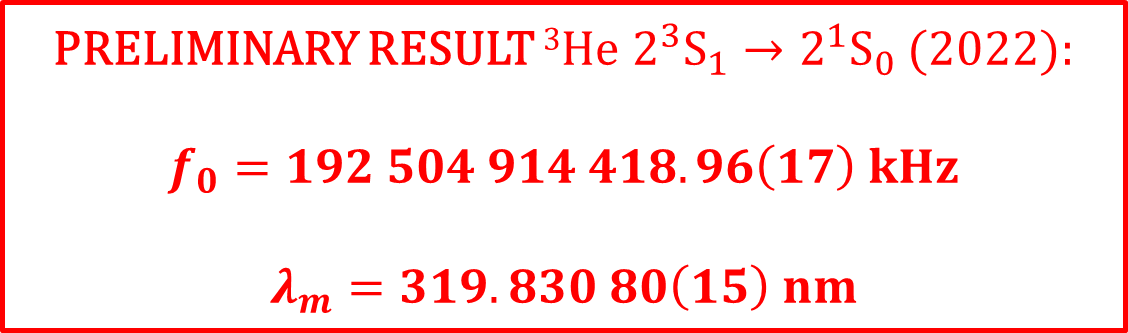 PRELIMINARY RESULT ³He 2³S₁ → 2¹S₀ (2022):
f₀ = 192 504 914 418.96(17) kHz
λₘ = 319.830 80(15) nm